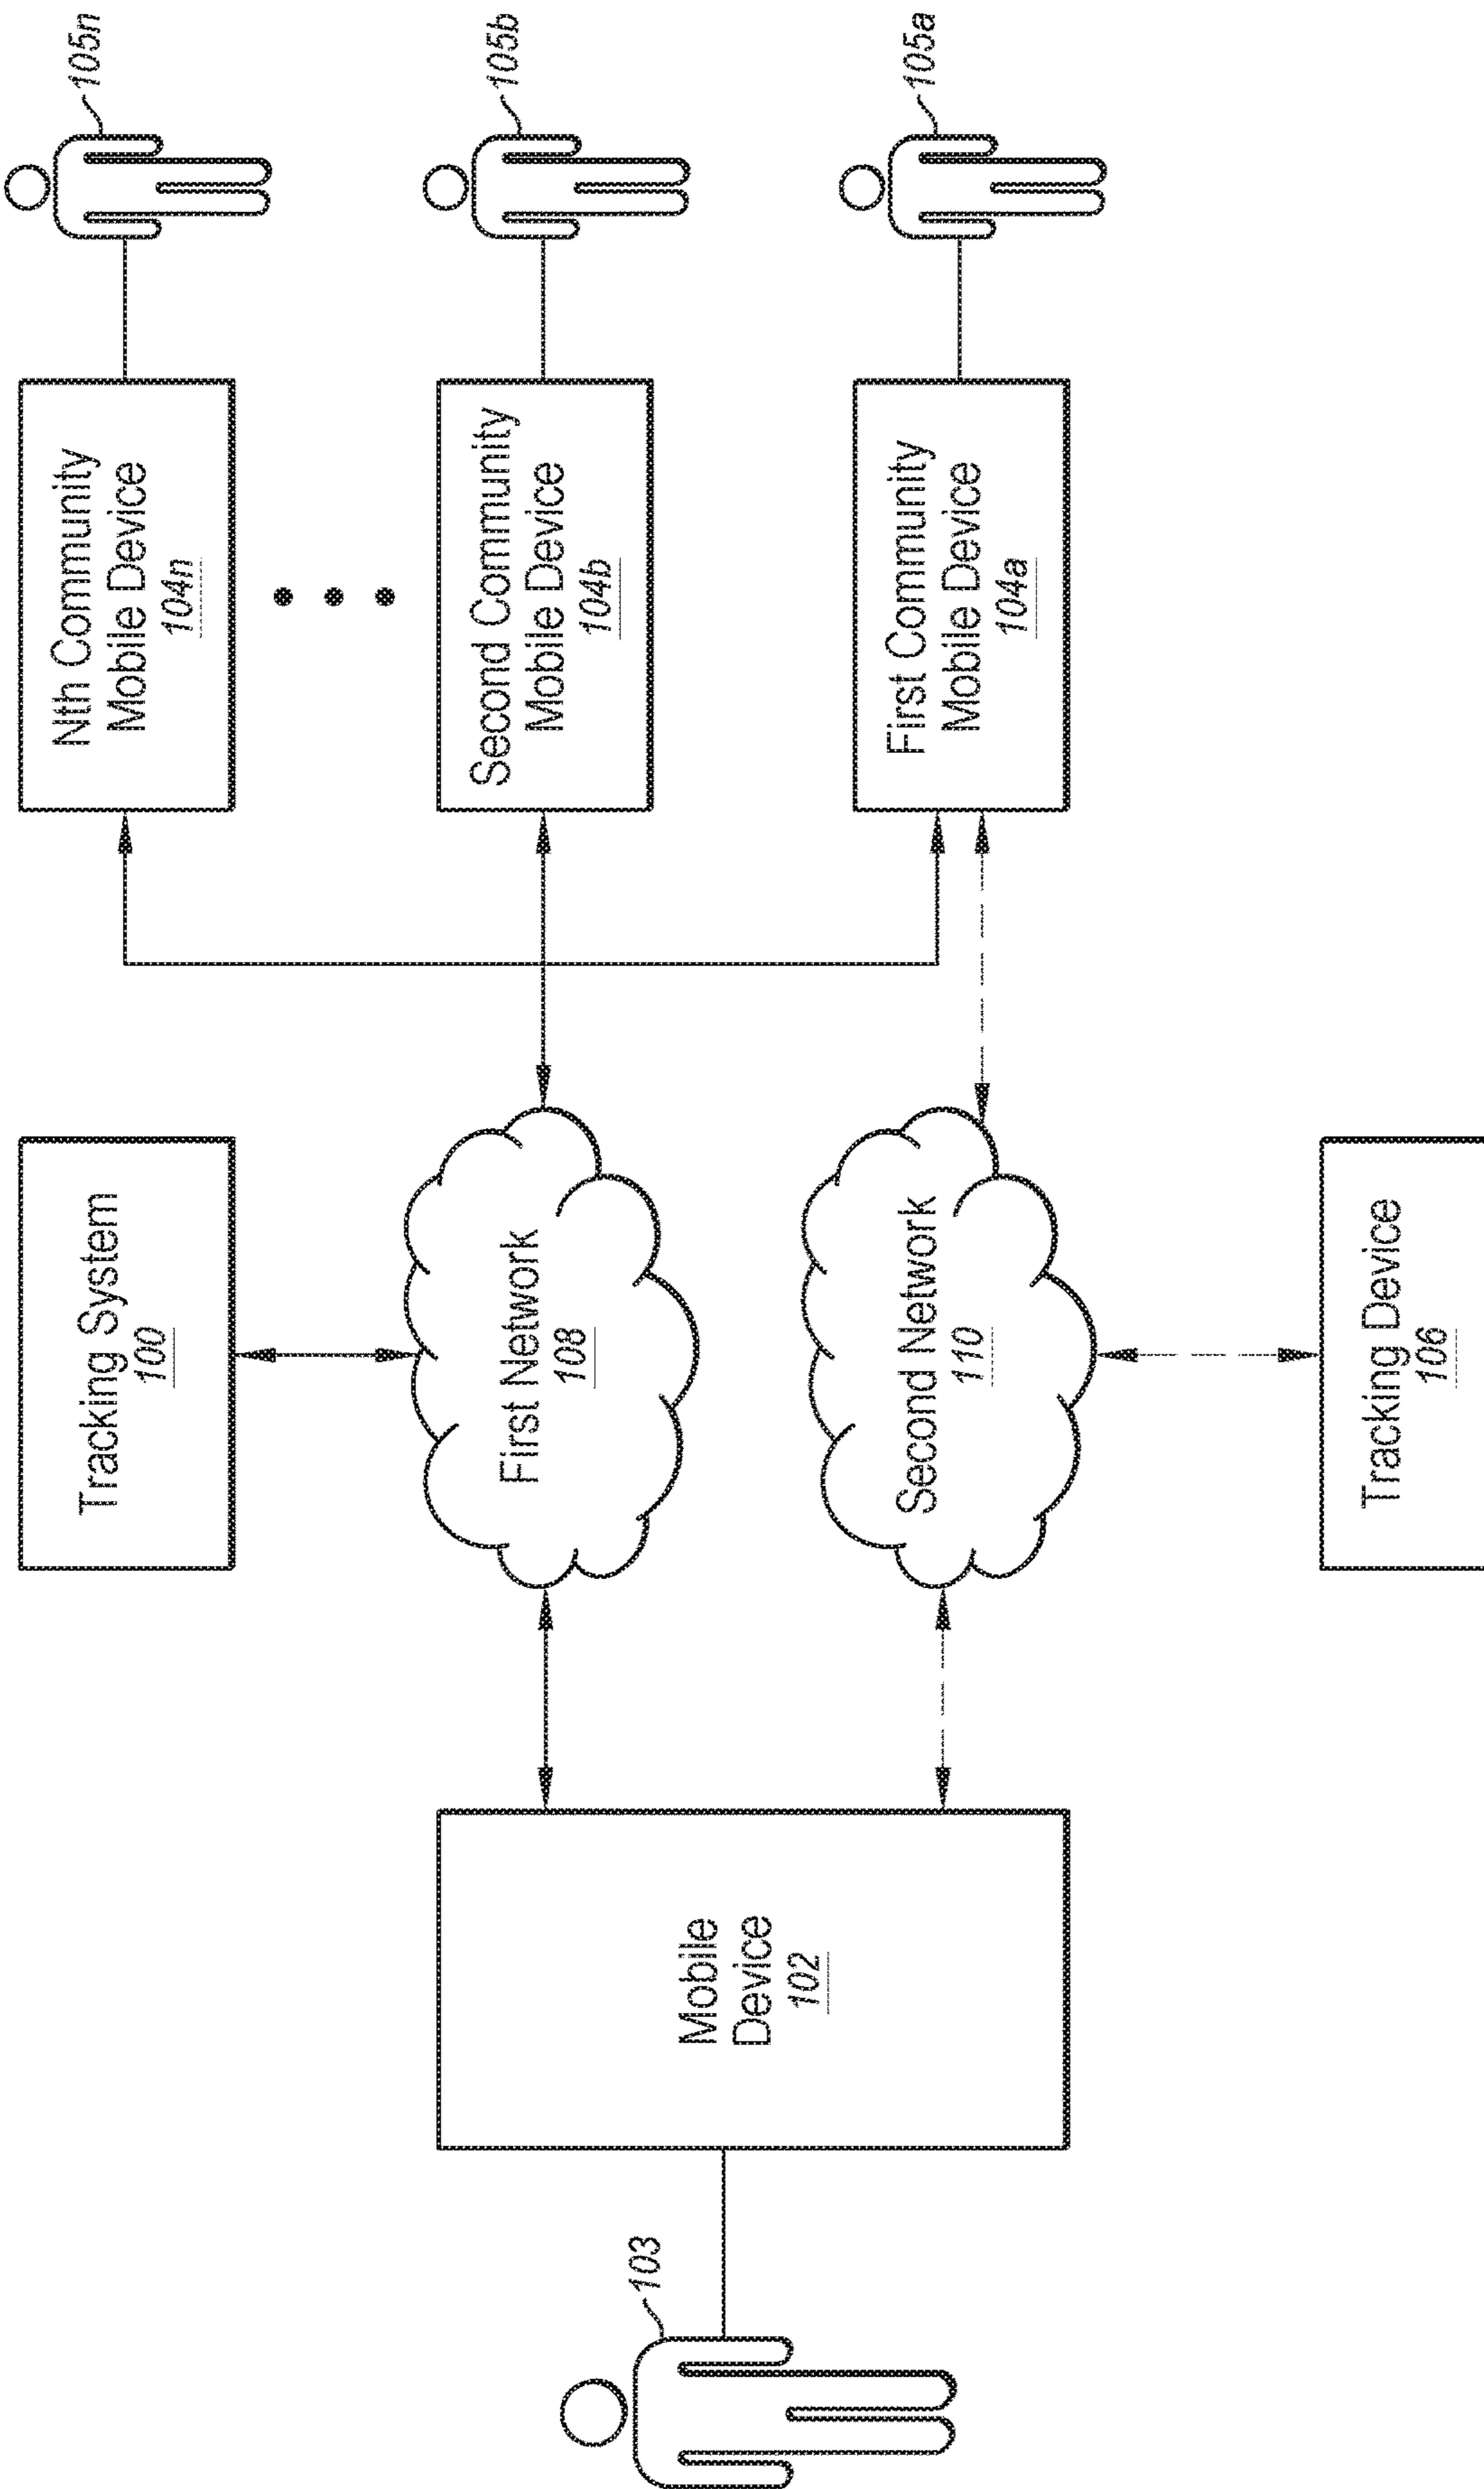 Tracking System
100
Nth Community
Mobile Device
104n
105n
Second Community
Mobile Device
104b
105b
First Network
108
103
Mobile
Device
102
First Community
Mobile Device
104a
105a
Second Network
110
Tracking Device
106